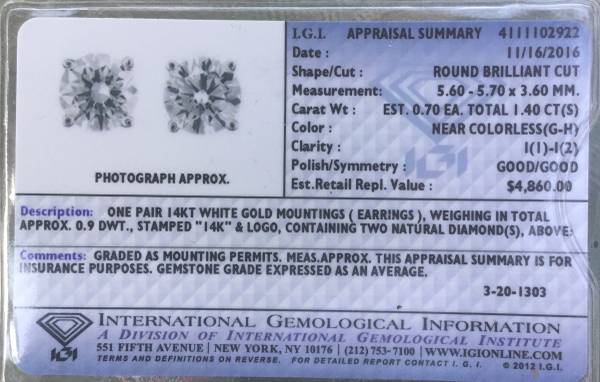 I.G.I. APPRAISAL SUMMARY 4111102922
Date : 11/16/2016
Shape/Cut : ROUND BRILLIANT CUT
Measurement: 5.60 - 5.70 x 3.60 MM.
Carat Wt : EST. 0.70 EA. TOTAL 1.40 CT(S)
Color : NEAR COLORLESS(G-H)
Clarity : I(1)-I(2)
Polish/Symmetry : GOOD/GOOD
Est.Retail Repl. Value : $4,860.00
PHOTOGRAPH APPROX.
IGI
Description: ONE PAIR 14KT WHITE GOLD MOUNTINGS ( EARRINGS ), WEIGHING IN TOTAL
APPROX. 0.9 DWT., STAMPED "14K" & LOGO, CONTAINING TWO NATURAL DIAMOND(S), ABOVE.
Comments: GRADED AS MOUNTING PERMITS. MEAS.APPROX. THIS APPRAISAL SUMMARY IS FOR
INSURANCE PURPOSES. GEMSTONE GRADE EXPRESSED AS AN AVERAGE.
3-20-1303
INTERNATIONAL GEMOLOGICAL INFORMATION
A DIVISION OF INTERNATIONAL GEMOLOGICAL INSTITUTE
551 FIFTH AVENUE | NEW YORK, NY 10176 | (212) 753-7100 | WWW.IGIONLINE.COM
TERMS AND DEFINITIONS ON REVERSE. FOR DETAILED REPORT CONTACT I. G. I. © 2012 I.G.I.
IGI